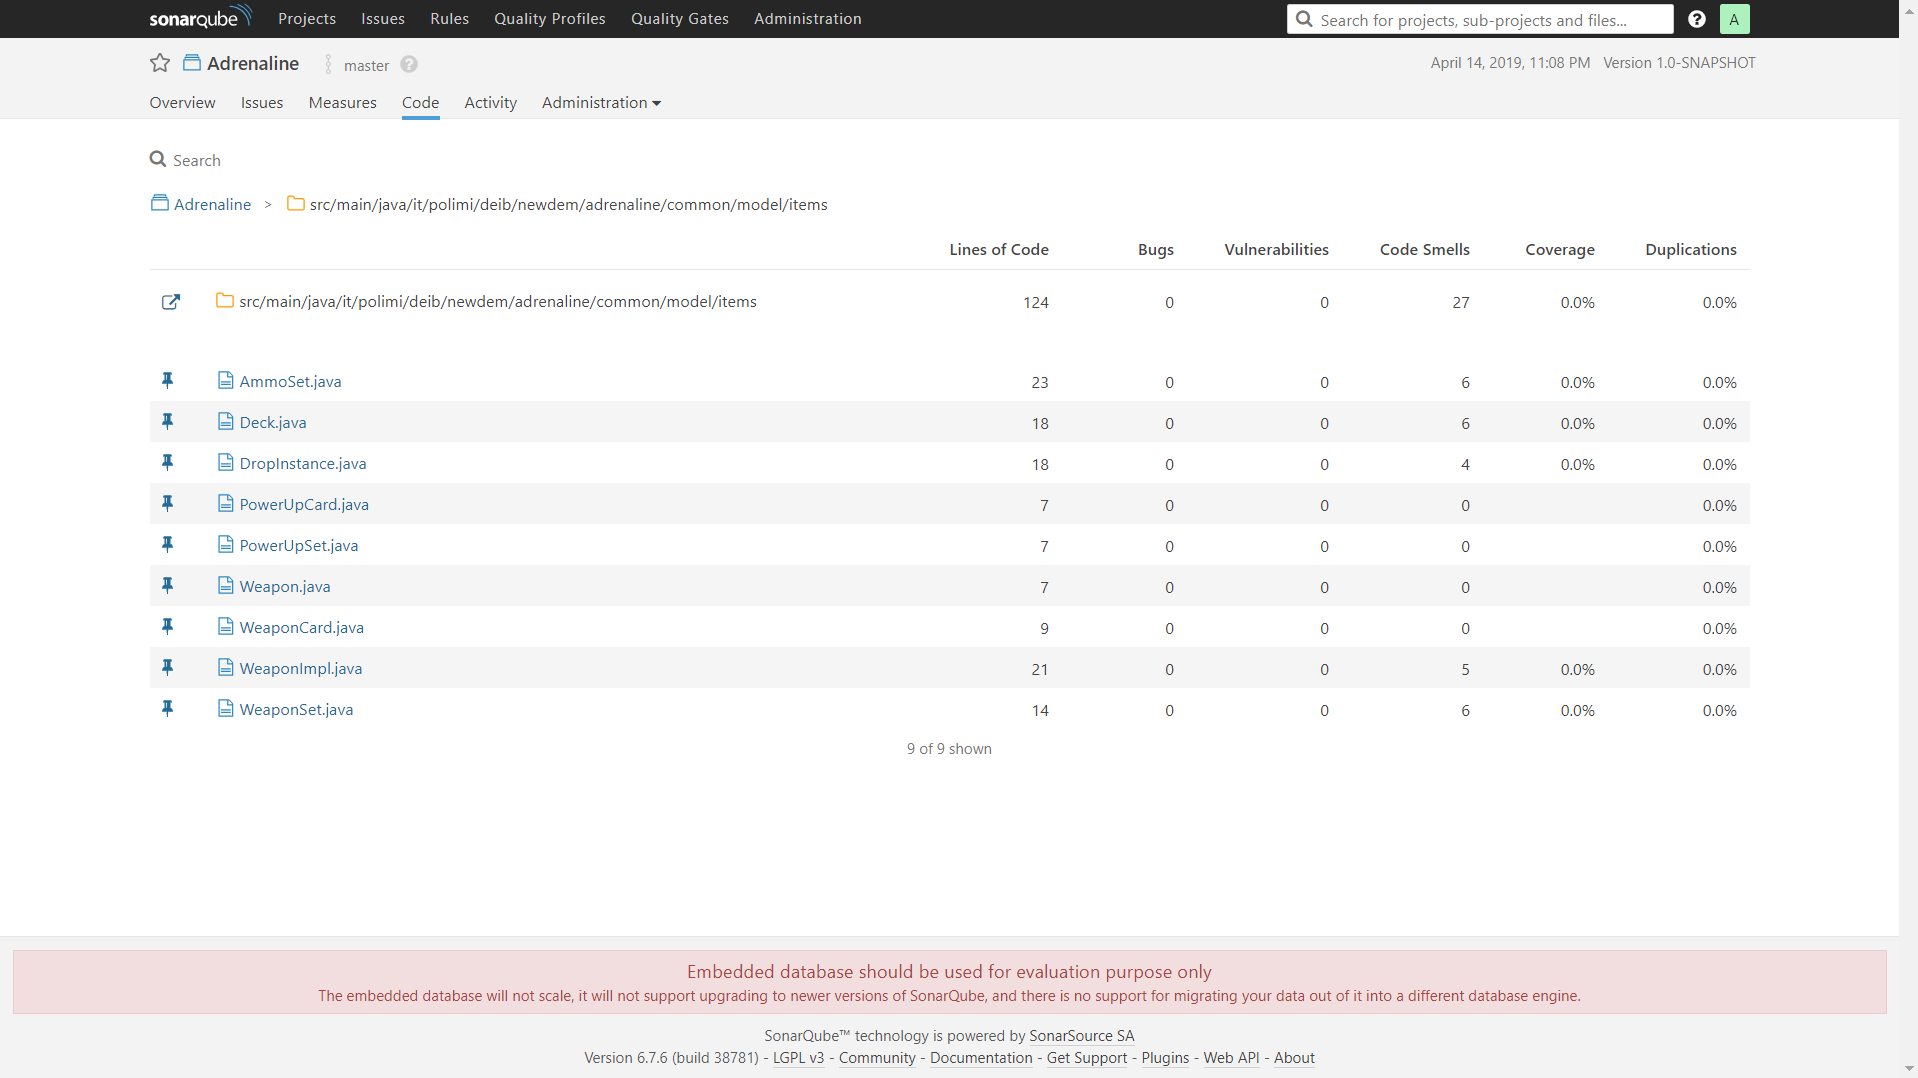 sonarqube Projects Issues Rules Quality Profiles Quality Gates Administration Search for projects, sub-projects and files... ? A
Adrenaline master ? April 14, 2019, 11:08 PM Version 1.0-SNAPSHOT
Overview Issues Measures Code Activity Administration
Search
Adrenaline > src/main/java/it/polimi/deib/newdem/adrenaline/common/model/items
Lines of Code Bugs Vulnerabilities Code Smells Coverage Duplications
src/main/java/it/polimi/deib/newdem/adrenaline/common/model/items 124 0 0 27 0.0% 0.0%
AmmoSet.java 23 0 0 6 0.0% 0.0%
Deck.java 18 0 0 6 0.0% 0.0%
DropInstance.java 18 0 0 4 0.0% 0.0%
PowerUpCard.java 7 0 0 0 0.0%
PowerUpSet.java 7 0 0 0 0.0%
Weapon.java 7 0 0 0 0.0%
WeaponCard.java 9 0 0 0 0.0%
WeaponImpl.java 21 0 0 5 0.0% 0.0%
WeaponSet.java 14 0 0 6 0.0% 0.0%
9 of 9 shown
Embedded database should be used for evaluation purpose only
The embedded database will not scale, it will not support upgrading to newer versions of SonarQube, and there is no support for migrating your data out of it into a different database engine.
SonarQube™ technology is powered by SonarSource SA
Version 6.7.6 (build 38781) - LGPL v3 - Community - Documentation - Get Support - Plugins - Web API - About